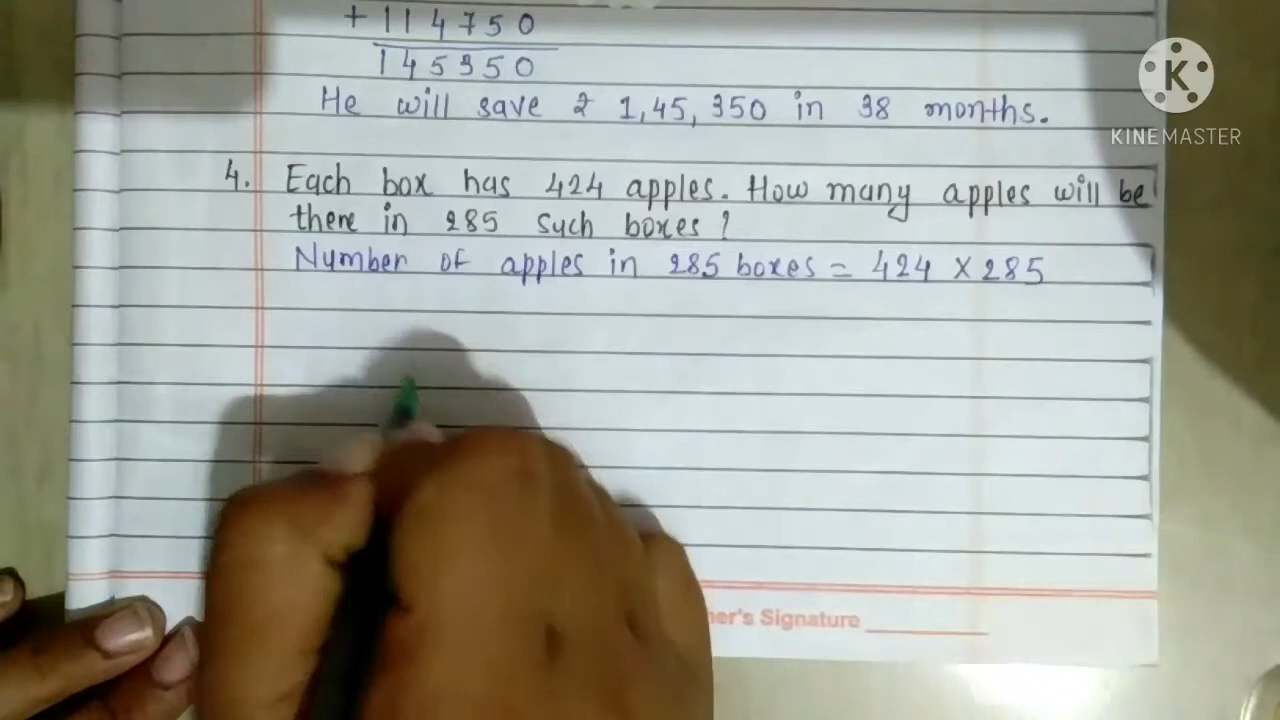 + 114750
145350
He will save ₹ 1,45,350 in 38 months.
K
KINEMASTER
4. Each box has 424 apples. How many apples will be
there in 285 such boxes?
Number of apples in 285 boxes = 424 × 285
er's Signature